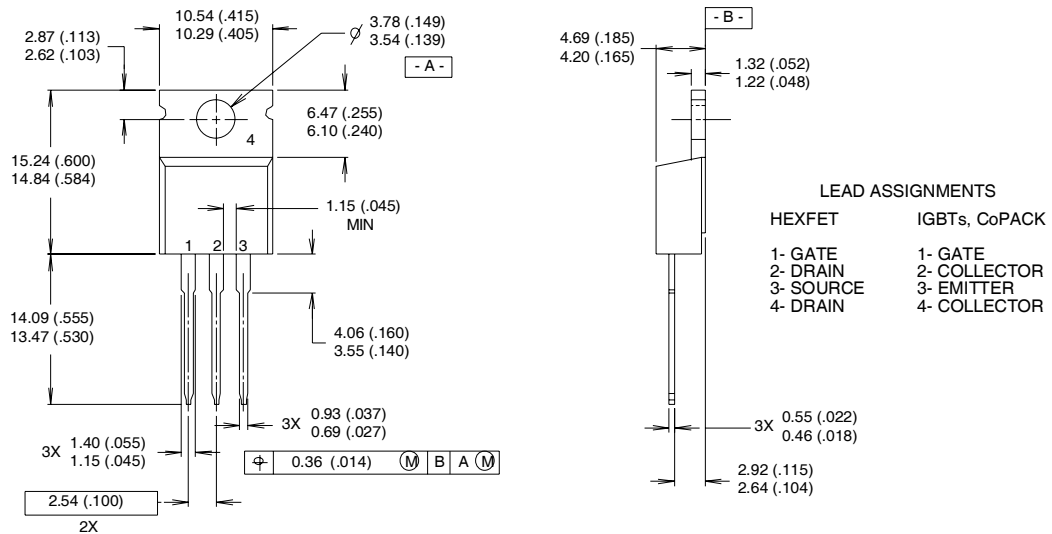 10.54 (.415)
10.29 (.405)
2.87 (.113)
2.62 (.103)
3.78 (.149)
3.54 (.139)
- A -
6.47 (.255)
6.10 (.240)
4
15.24 (.600)
14.84 (.584)
1.15 (.045)
MIN
1 2 3
14.09 (.555)
13.47 (.530)
4.06 (.160)
3.55 (.140)
3X 0.93 (.037)
0.69 (.027)
3X 1.40 (.055)
1.15 (.045)
⌖ 0.36 (.014) Ⓜ B A Ⓜ
2.54 (.100)
2X
- B -
4.69 (.185)
4.20 (.165)
1.32 (.052)
1.22 (.048)
3X 0.55 (.022)
0.46 (.018)
2.92 (.115)
2.64 (.104)
LEAD ASSIGNMENTS
HEXFET
1- GATE
2- DRAIN
3- SOURCE
4- DRAIN
IGBTs, CoPACK
1- GATE
2- COLLECTOR
3- EMITTER
4- COLLECTOR